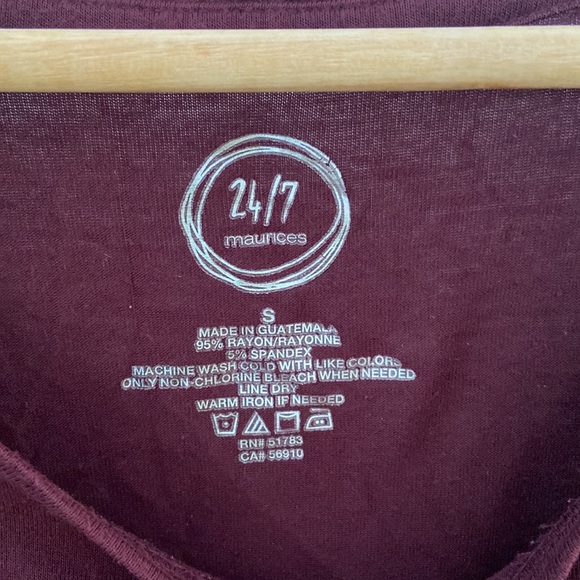 24/7
maurices
S
MADE IN GUATEMALA
95% RAYON/RAYONNE
5% SPANDEX
MACHINE WASH COLD WITH LIKE COLORS
ONLY NON-CHLORINE BLEACH WHEN NEEDED
LINE DRY
WARM IRON IF NEEDED
RN# 51783
CA# 56910